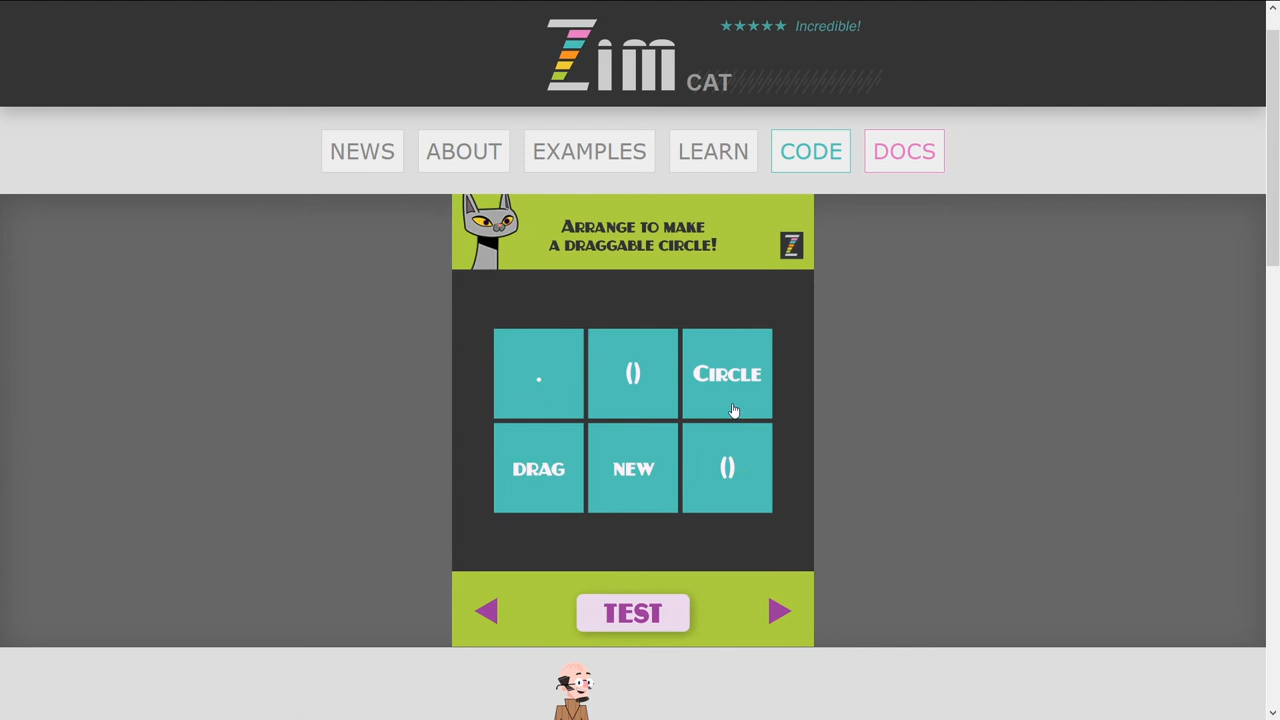 Zim
★★★★★ Incredible!
CAT
NEWS ABOUT EXAMPLES LEARN CODE DOCS
ARRANGE TO MAKE
A DRAGGABLE CIRCLE!
Z
. () CIRCLE
DRAG NEW ()
TEST